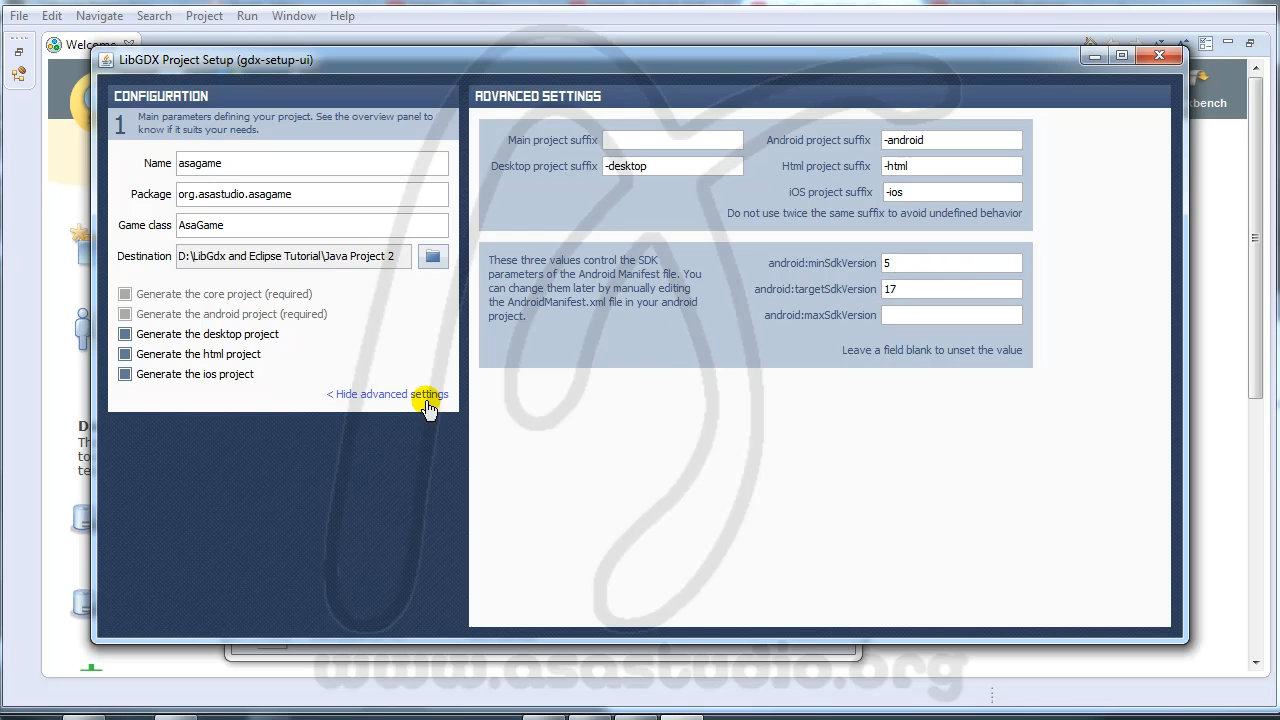 File Edit Navigate Search Project Run Window Help
Welcome
LibGDX Project Setup (gdx-setup-ui)
CONFIGURATION
1 Main parameters defining your project. See the overview panel to
know if it suits your needs.
Name asagame
Package org.asastudio.asagame
Game class AsaGame
Destination D:\LibGdx and Eclipse Tutorial\Java Project 2
Generate the core project (required)
Generate the android project (required)
Generate the desktop project
Generate the html project
Generate the ios project
< Hide advanced settings
ADVANCED SETTINGS
Main project suffix
Android project suffix -android
Desktop project suffix -desktop
Html project suffix -html
iOS project suffix -ios
Do not use twice the same suffix to avoid undefined behavior
These three values control the SDK
parameters of the Android Manifest file. You
can change them later by manually editing
the AndroidManifest.xml file in your android
project.
android:minSdkVersion 5
android:targetSdkVersion 17
android:maxSdkVersion
Leave a field blank to unset the value
www.asastudio.org